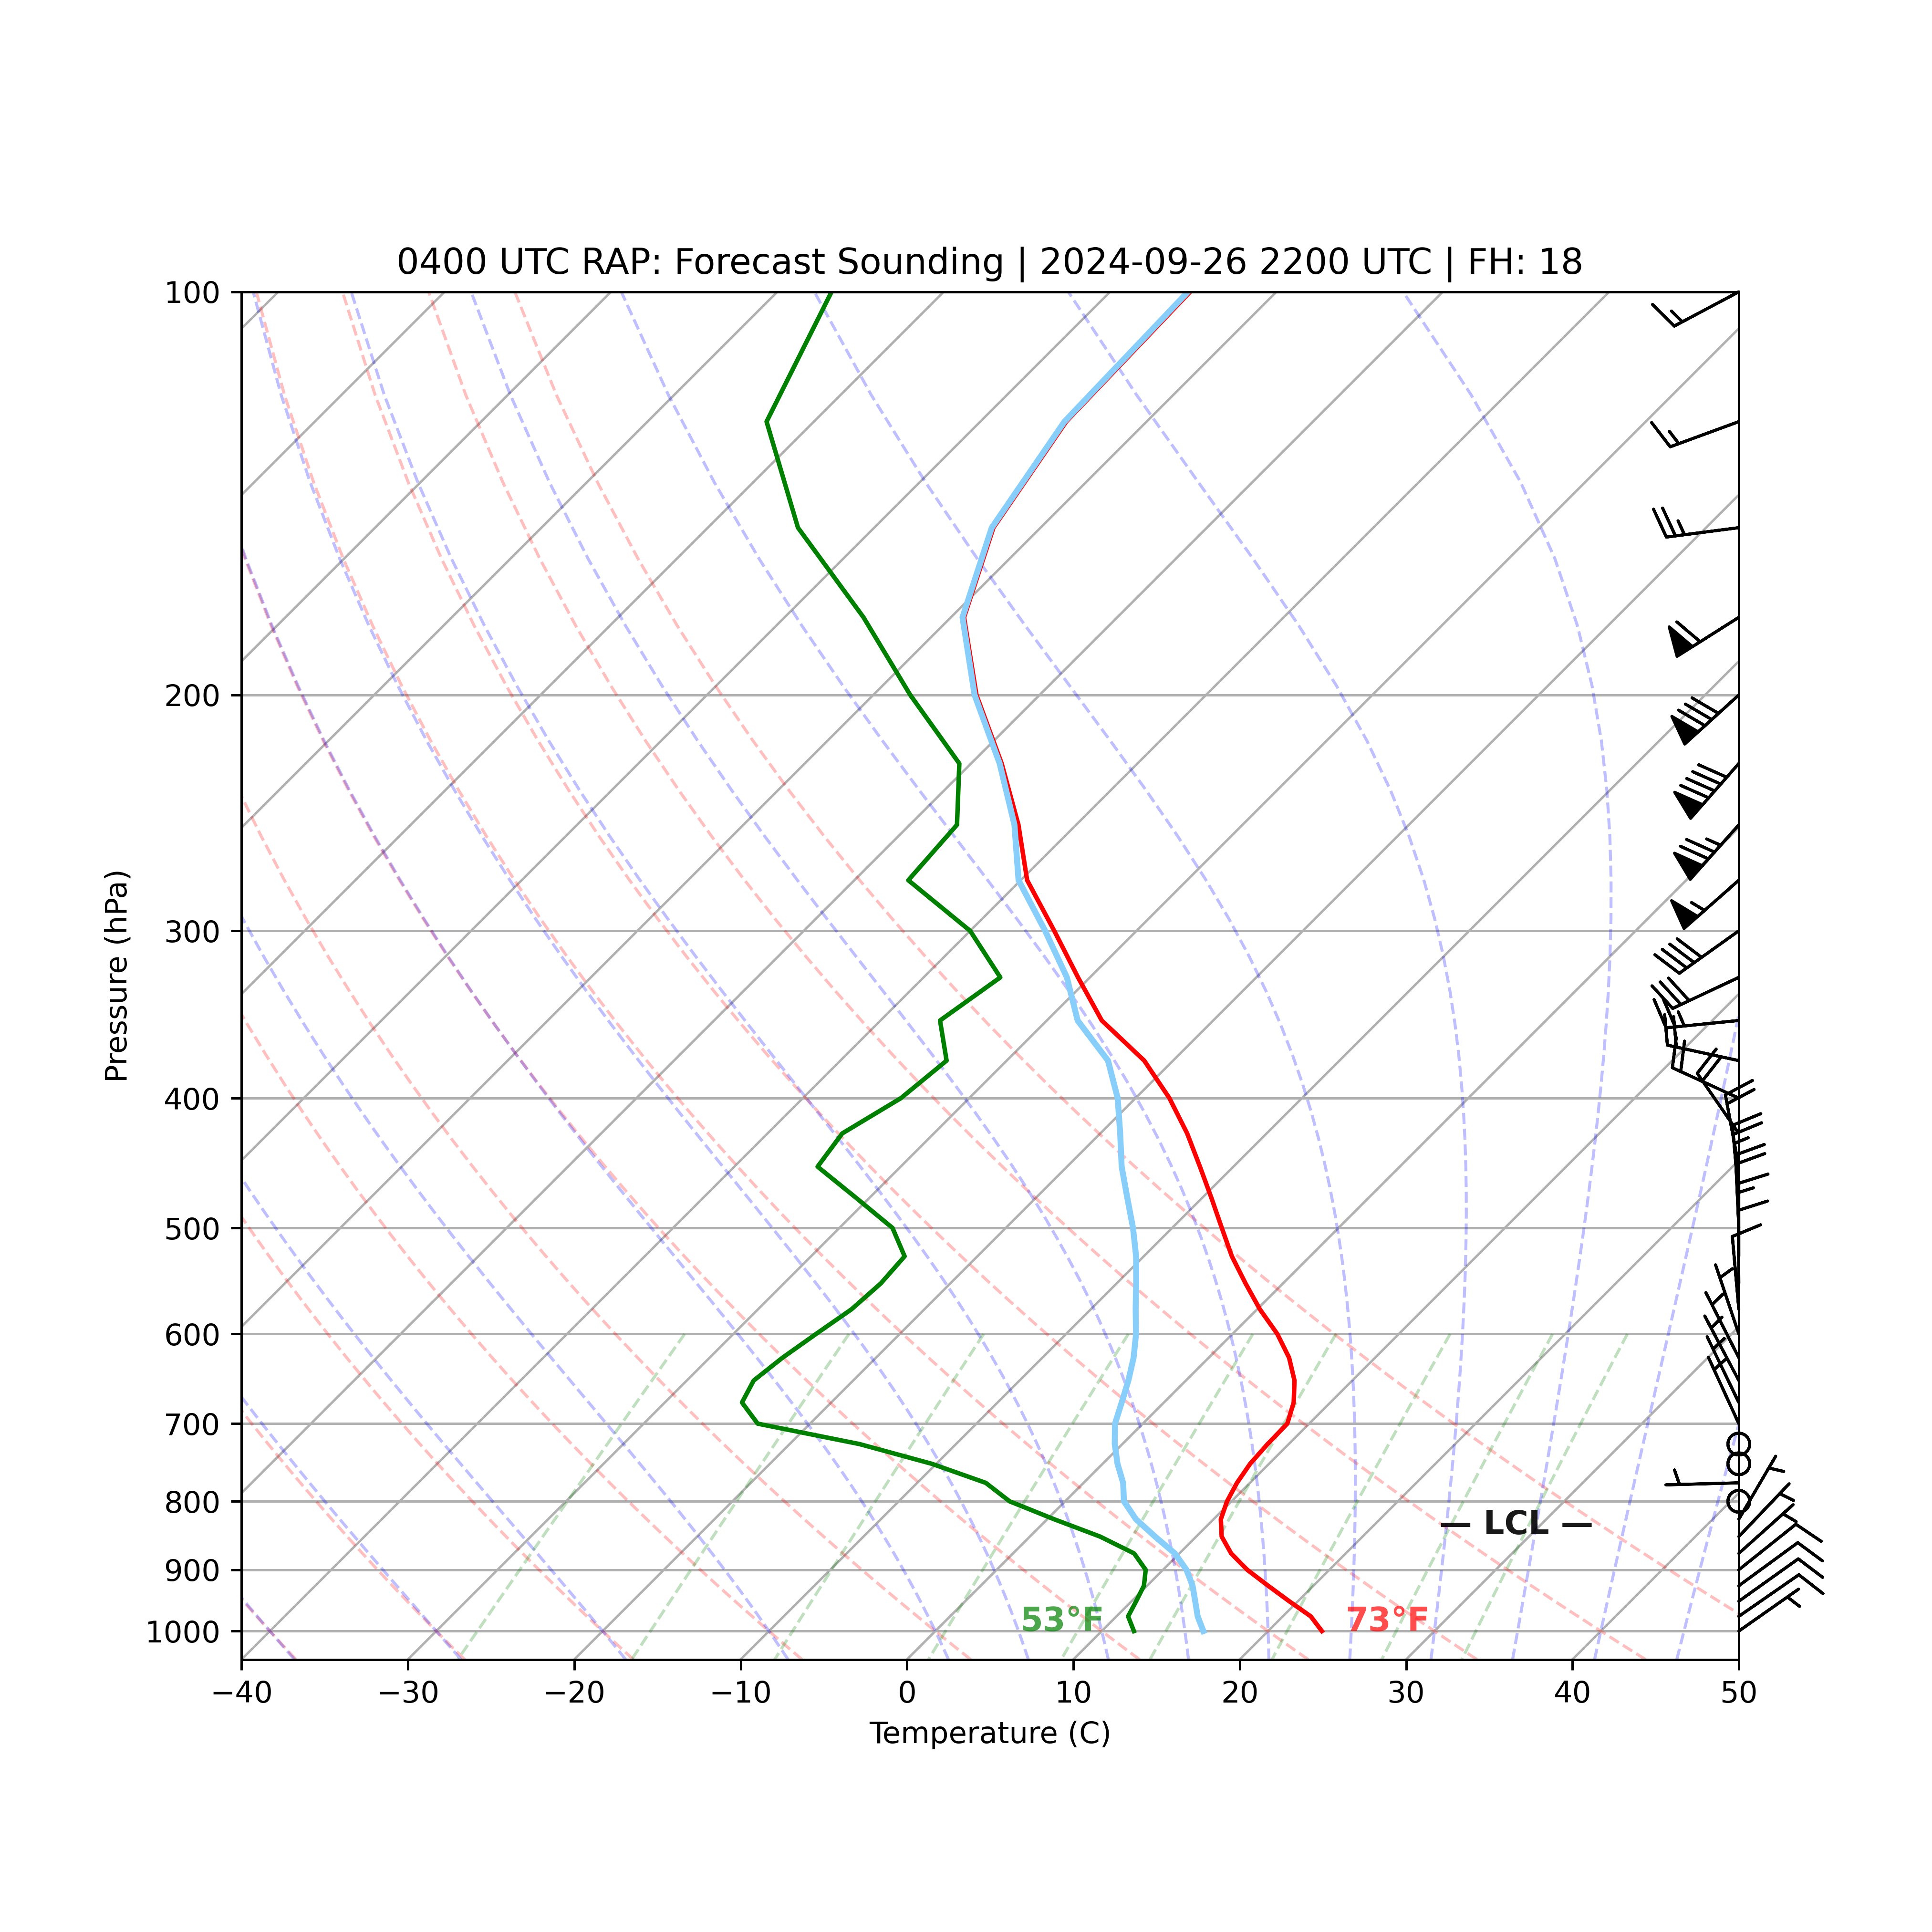 0400 UTC RAP: Forecast Sounding | 2024-09-26 2200 UTC | FH: 18
100
200
300
400
500
600
700
800
900
1000
Pressure (hPa)
— LCL —
53°F
73°F
−40 −30 −20 −10 0 10 20 30 40 50
Temperature (C)